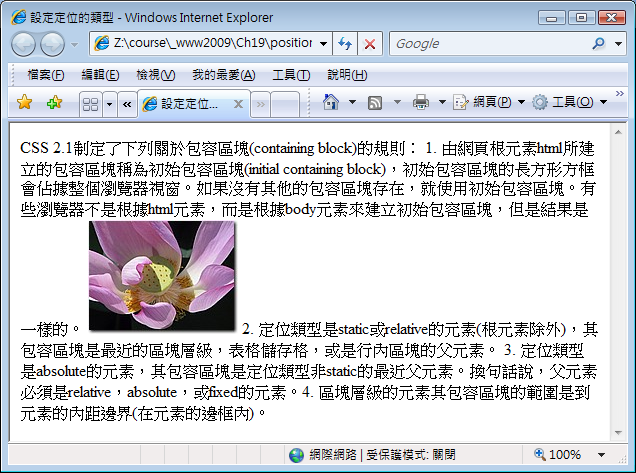 設定定位的類型 - Windows Internet Explorer
Z:\course\_www2009\Ch19\position
Google
檔案(F) 編輯(E) 檢視(V) 我的最愛(A) 工具(T) 說明(H)
設定定位... 網頁(P) 工具(O)
CSS 2.1制定了下列關於包容區塊(containing block)的規則： 1. 由網頁根元素html所建
立的包容區塊稱為初始包容區塊(initial containing block)，初始包容區塊的長方形方框
會佔據整個瀏覽器視窗。如果沒有其他的包容區塊存在，就使用初始包容區塊。有
些瀏覽器不是根據html元素，而是根據body元素來建立初始包容區塊，但是結果是
一樣的。 2. 定位類型是static或relative的元素(根元素除外)，其
包容區塊是最近的區塊層級，表格儲存格，或是行內區塊的父元素。 3. 定位類型
是absolute的元素，其包容區塊是定位類型非static的最近父元素。換句話說，父元素
必須是relative，absolute，或fixed的元素。4. 區塊層級的元素其包容區塊的範圍是到
元素的內距邊界(在元素的邊框內)。
網際網路 | 受保護模式: 關閉 100%